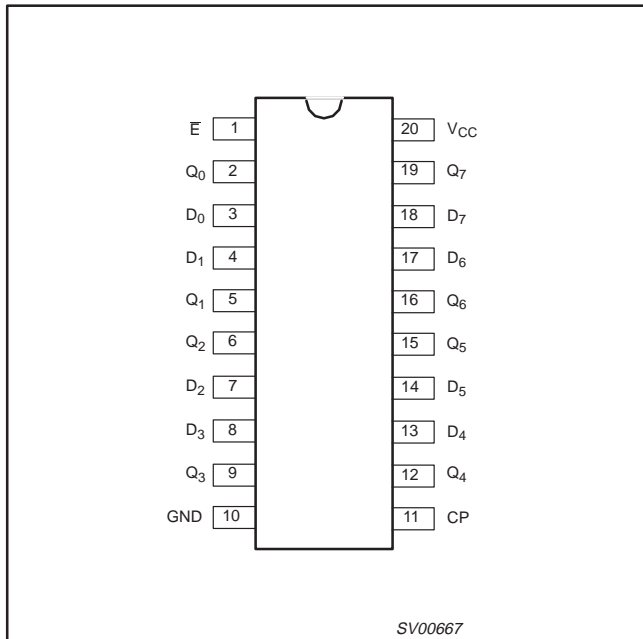 E̅ 1 20 VCC
Q0 2 19 Q7
D0 3 18 D7
D1 4 17 D6
Q1 5 16 Q6
Q2 6 15 Q5
D2 7 14 D5
D3 8 13 D4
Q3 9 12 Q4
GND 10 11 CP
SV00667